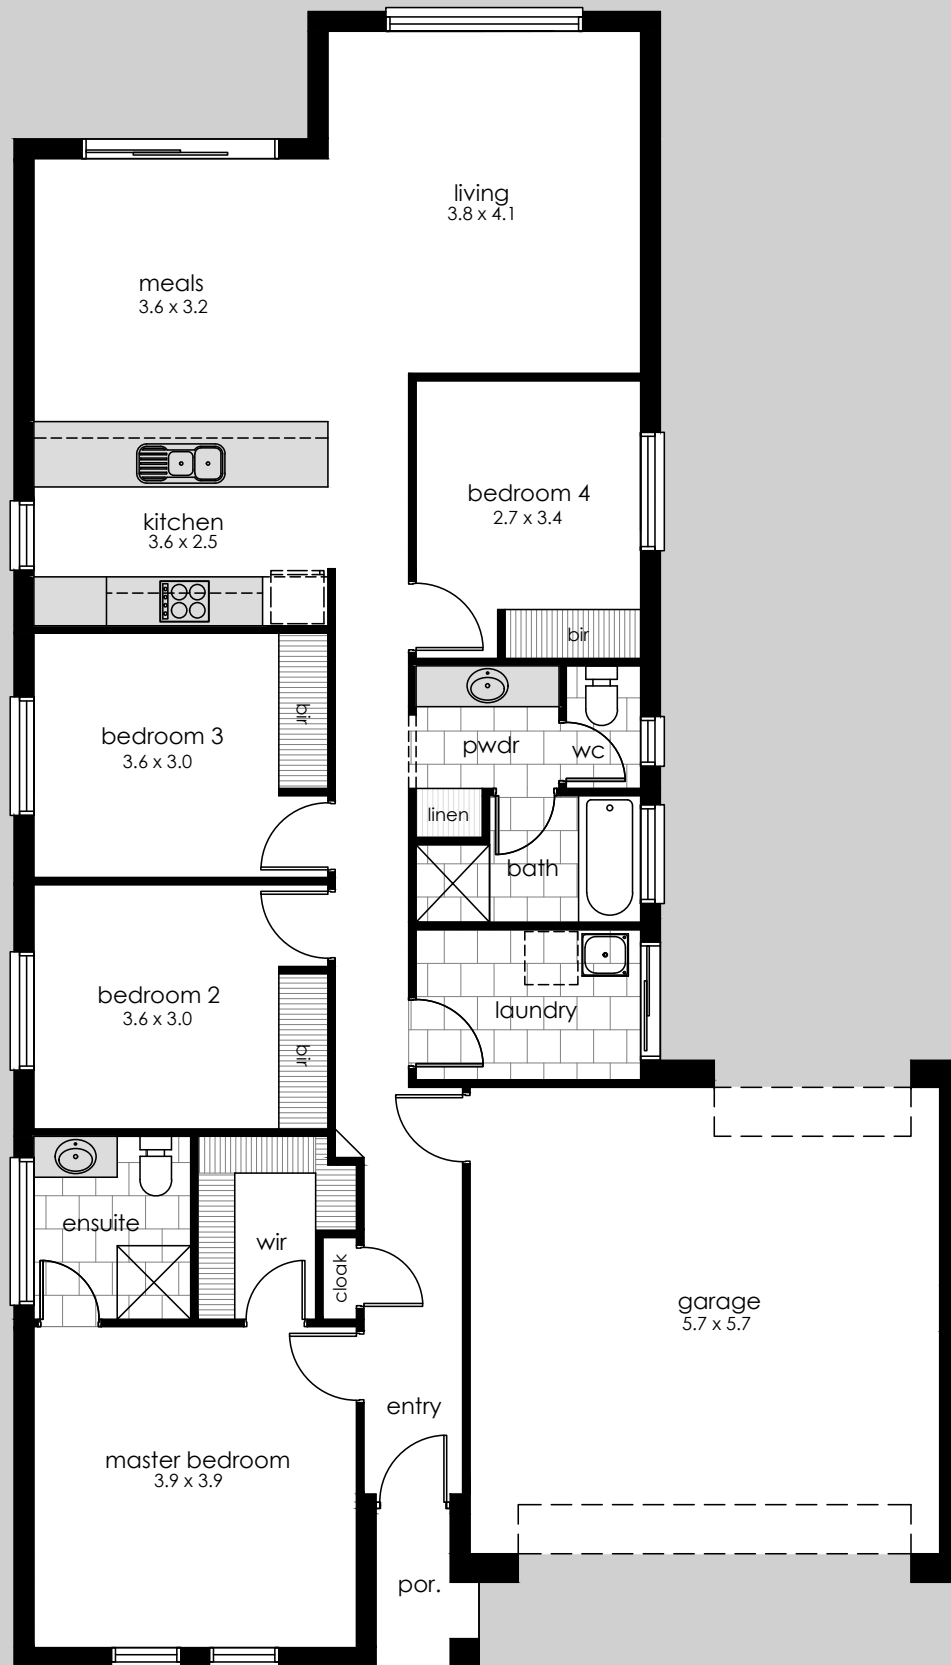 living
3.8 x 4.1
meals
3.6 x 3.2
bedroom 4
2.7 x 3.4
kitchen
3.6 x 2.5
bir
bir
bedroom 3
3.6 x 3.0
pwdr
wc
linen
bath
bedroom 2
3.6 x 3.0
laundry
bir
ensuite
wir
cloak
garage
5.7 x 5.7
entry
master bedroom
3.9 x 3.9
por.